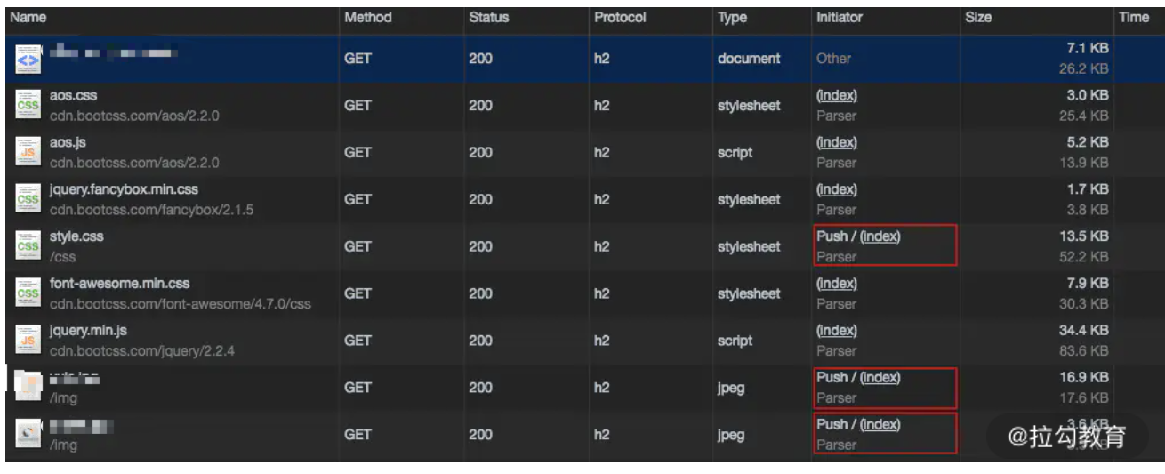 Name Method Status Protocol Type Initiator Size Time
GET 200 h2 document Other 7.1 KB
26.2 KB
aos.css GET 200 h2 stylesheet (index) 3.0 KB
cdn.bootcss.com/aos/2.2.0 Parser 25.4 KB
aos.js GET 200 h2 script (index) 5.2 KB
cdn.bootcss.com/aos/2.2.0 Parser 13.9 KB
jquery.fancybox.min.css GET 200 h2 stylesheet (index) 1.7 KB
cdn.bootcss.com/fancybox/2.1.5 Parser 3.8 KB
style.css GET 200 h2 stylesheet Push / (index) 13.5 KB
/css Parser 52.2 KB
font-awesome.min.css GET 200 h2 stylesheet (index) 7.9 KB
cdn.bootcss.com/font-awesome/4.7.0/css Parser 30.3 KB
jquery.min.js GET 200 h2 script (index) 34.4 KB
cdn.bootcss.com/jquery/2.2.4 Parser 83.6 KB
GET 200 h2 jpeg Push / (index) 16.9 KB
/img Parser 17.6 KB
GET 200 h2 jpeg Push / (index) 3.6 KB
/img Parser KB
@拉勾教育